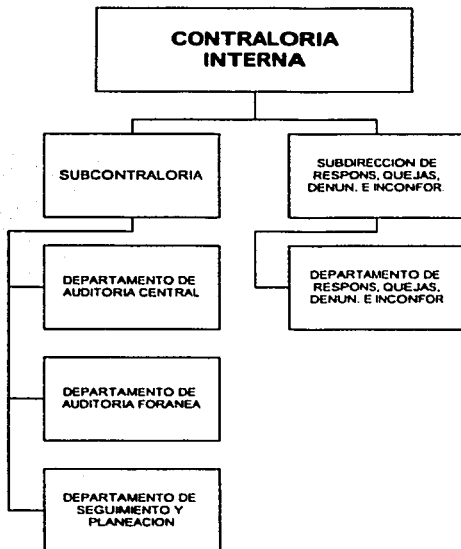 CONTRALORIA
INTERNA
SUBCONTRALORIA
SUBDIRECCION DE
RESPONS, QUEJAS,
DENUN. E INCONFOR.
DEPARTAMENTO DE
AUDITORIA CENTRAL
DEPARTAMENTO DE
RESPONS, QUEJAS,
DENUN. E INCONFOR
DEPARTAMENTO DE
AUDITORIA FORANEA
DEPARTAMENTO DE
SEGUIMIENTO Y
PLANEACION